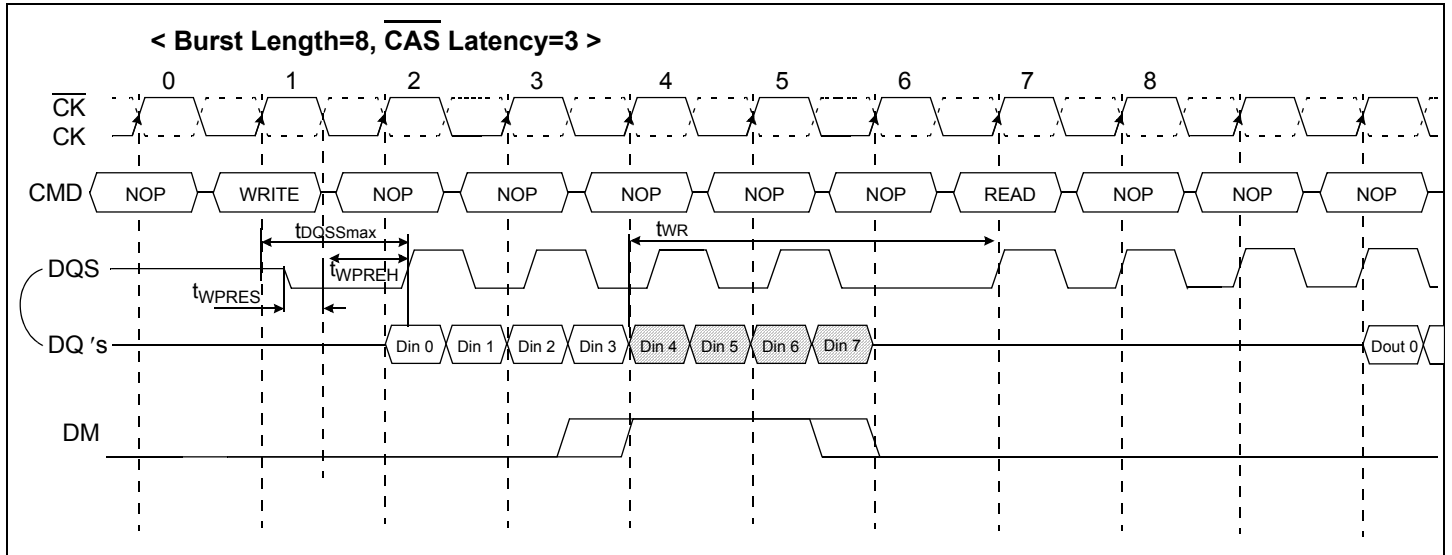 < Burst Length=8, CAS Latency=3 >
0 1 2 3 4 5 6 7 8
CK
CK
CMD NOP WRITE NOP NOP NOP NOP NOP READ NOP NOP NOP
tDQSSmax tWR
DQS tWPREH
tWPRES
DQ 's Din 0 Din 1 Din 2 Din 3 Din 4 Din 5 Din 6 Din 7 Dout 0
DM